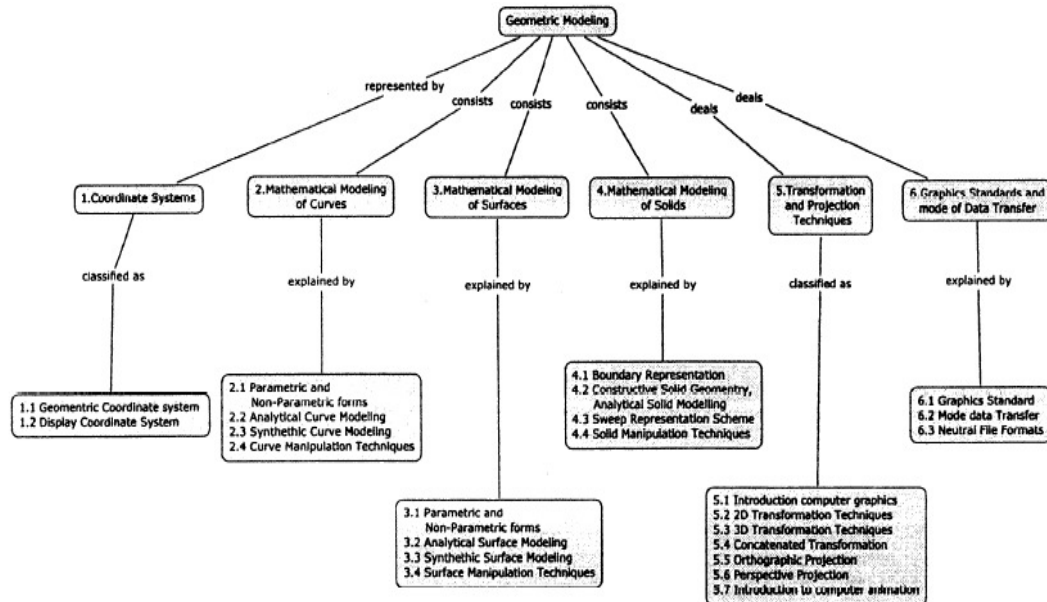 Geometric Modeling
represented by
consists
consists
consists
deals
deals
1.Coordinate Systems
2.Mathematical Modeling
of Curves
3.Mathematical Modeling
of Surfaces
4.Mathematical Modeling
of Solids
5.Transformation
and Projection
Techniques
6.Graphics Standards and
mode of Data Transfer
classified as
explained by
explained by
explained by
classified as
explained by
1.1 Geomentric Coordinate system
1.2 Display Coordinate System
2.1 Parametric and
Non-Parametric forms
2.2 Analytical Curve Modeling
2.3 Synthethic Curve Modeling
2.4 Curve Manipulation Techniques
3.1 Parametric and
Non-Parametric forms
3.2 Analytical Surface Modeling
3.3 Synthethic Surface Modeling
3.4 Surface Manipulation Techniques
4.1 Boundary Representation
4.2 Constructive Solid Geomentry,
Analytical Solid Modelling
4.3 Sweep Representation Scheme
4.4 Solid Manipulation Techniques
5.1 Introduction computer graphics
5.2 2D Transformation Techniques
5.3 3D Transformation Techniques
5.4 Concatenated Transformation
5.5 Orthographic Projection
5.6 Perspective Projection
5.7 Introduction to computer animation
6.1 Graphics Standard
6.2 Mode data Transfer
6.3 Neutral File Formats